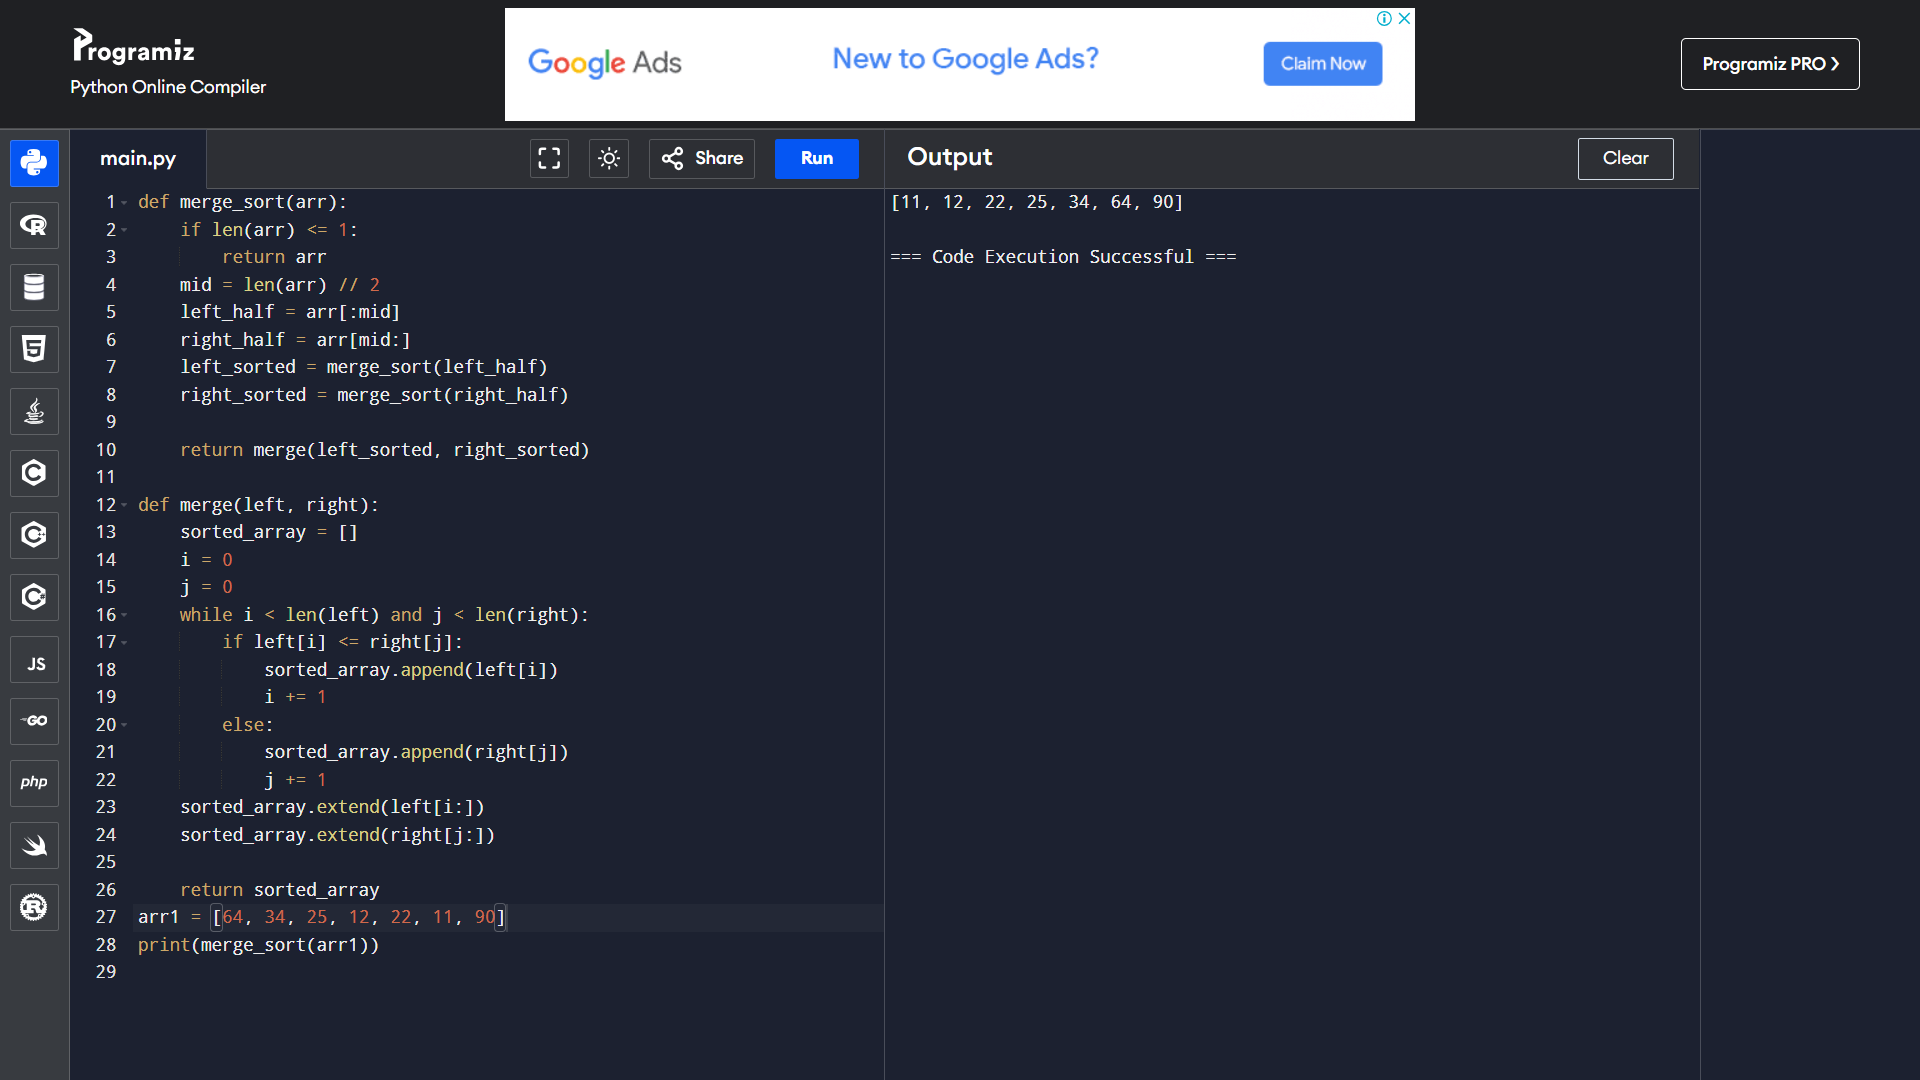 Programiz
Python Online Compiler
Google Ads
New to Google Ads?
Claim Now
Programiz PRO
main.py
Share
Run
Output
Clear
1 def merge_sort(arr):
2     if len(arr) <= 1:
3         return arr
4     mid = len(arr) // 2
5     left_half = arr[:mid]
6     right_half = arr[mid:]
7     left_sorted = merge_sort(left_half)
8     right_sorted = merge_sort(right_half)
9
10     return merge(left_sorted, right_sorted)
11
12 def merge(left, right):
13     sorted_array = []
14     i = 0
15     j = 0
16     while i < len(left) and j < len(right):
17         if left[i] <= right[j]:
18             sorted_array.append(left[i])
19             i += 1
20         else:
21             sorted_array.append(right[j])
22             j += 1
23     sorted_array.extend(left[i:])
24     sorted_array.extend(right[j:])
25
26     return sorted_array
27 arr1 = [64, 34, 25, 12, 22, 11, 90]
28 print(merge_sort(arr1))
29
[11, 12, 22, 25, 34, 64, 90]
=== Code Execution Successful ===
R
5
C
C
C
JS
GO
php
R